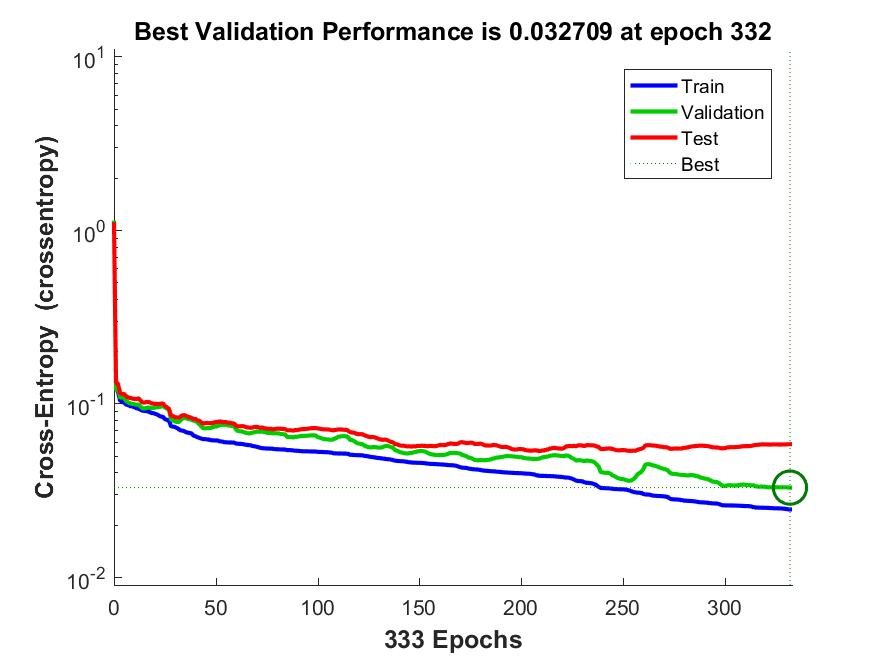 Best Validation Performance is 0.032709 at epoch 332
10^1
10^0
10^-1
10^-2
Cross-Entropy (crossentropy)
Train
Validation
Test
Best
0 50 100 150 200 250 300
333 Epochs